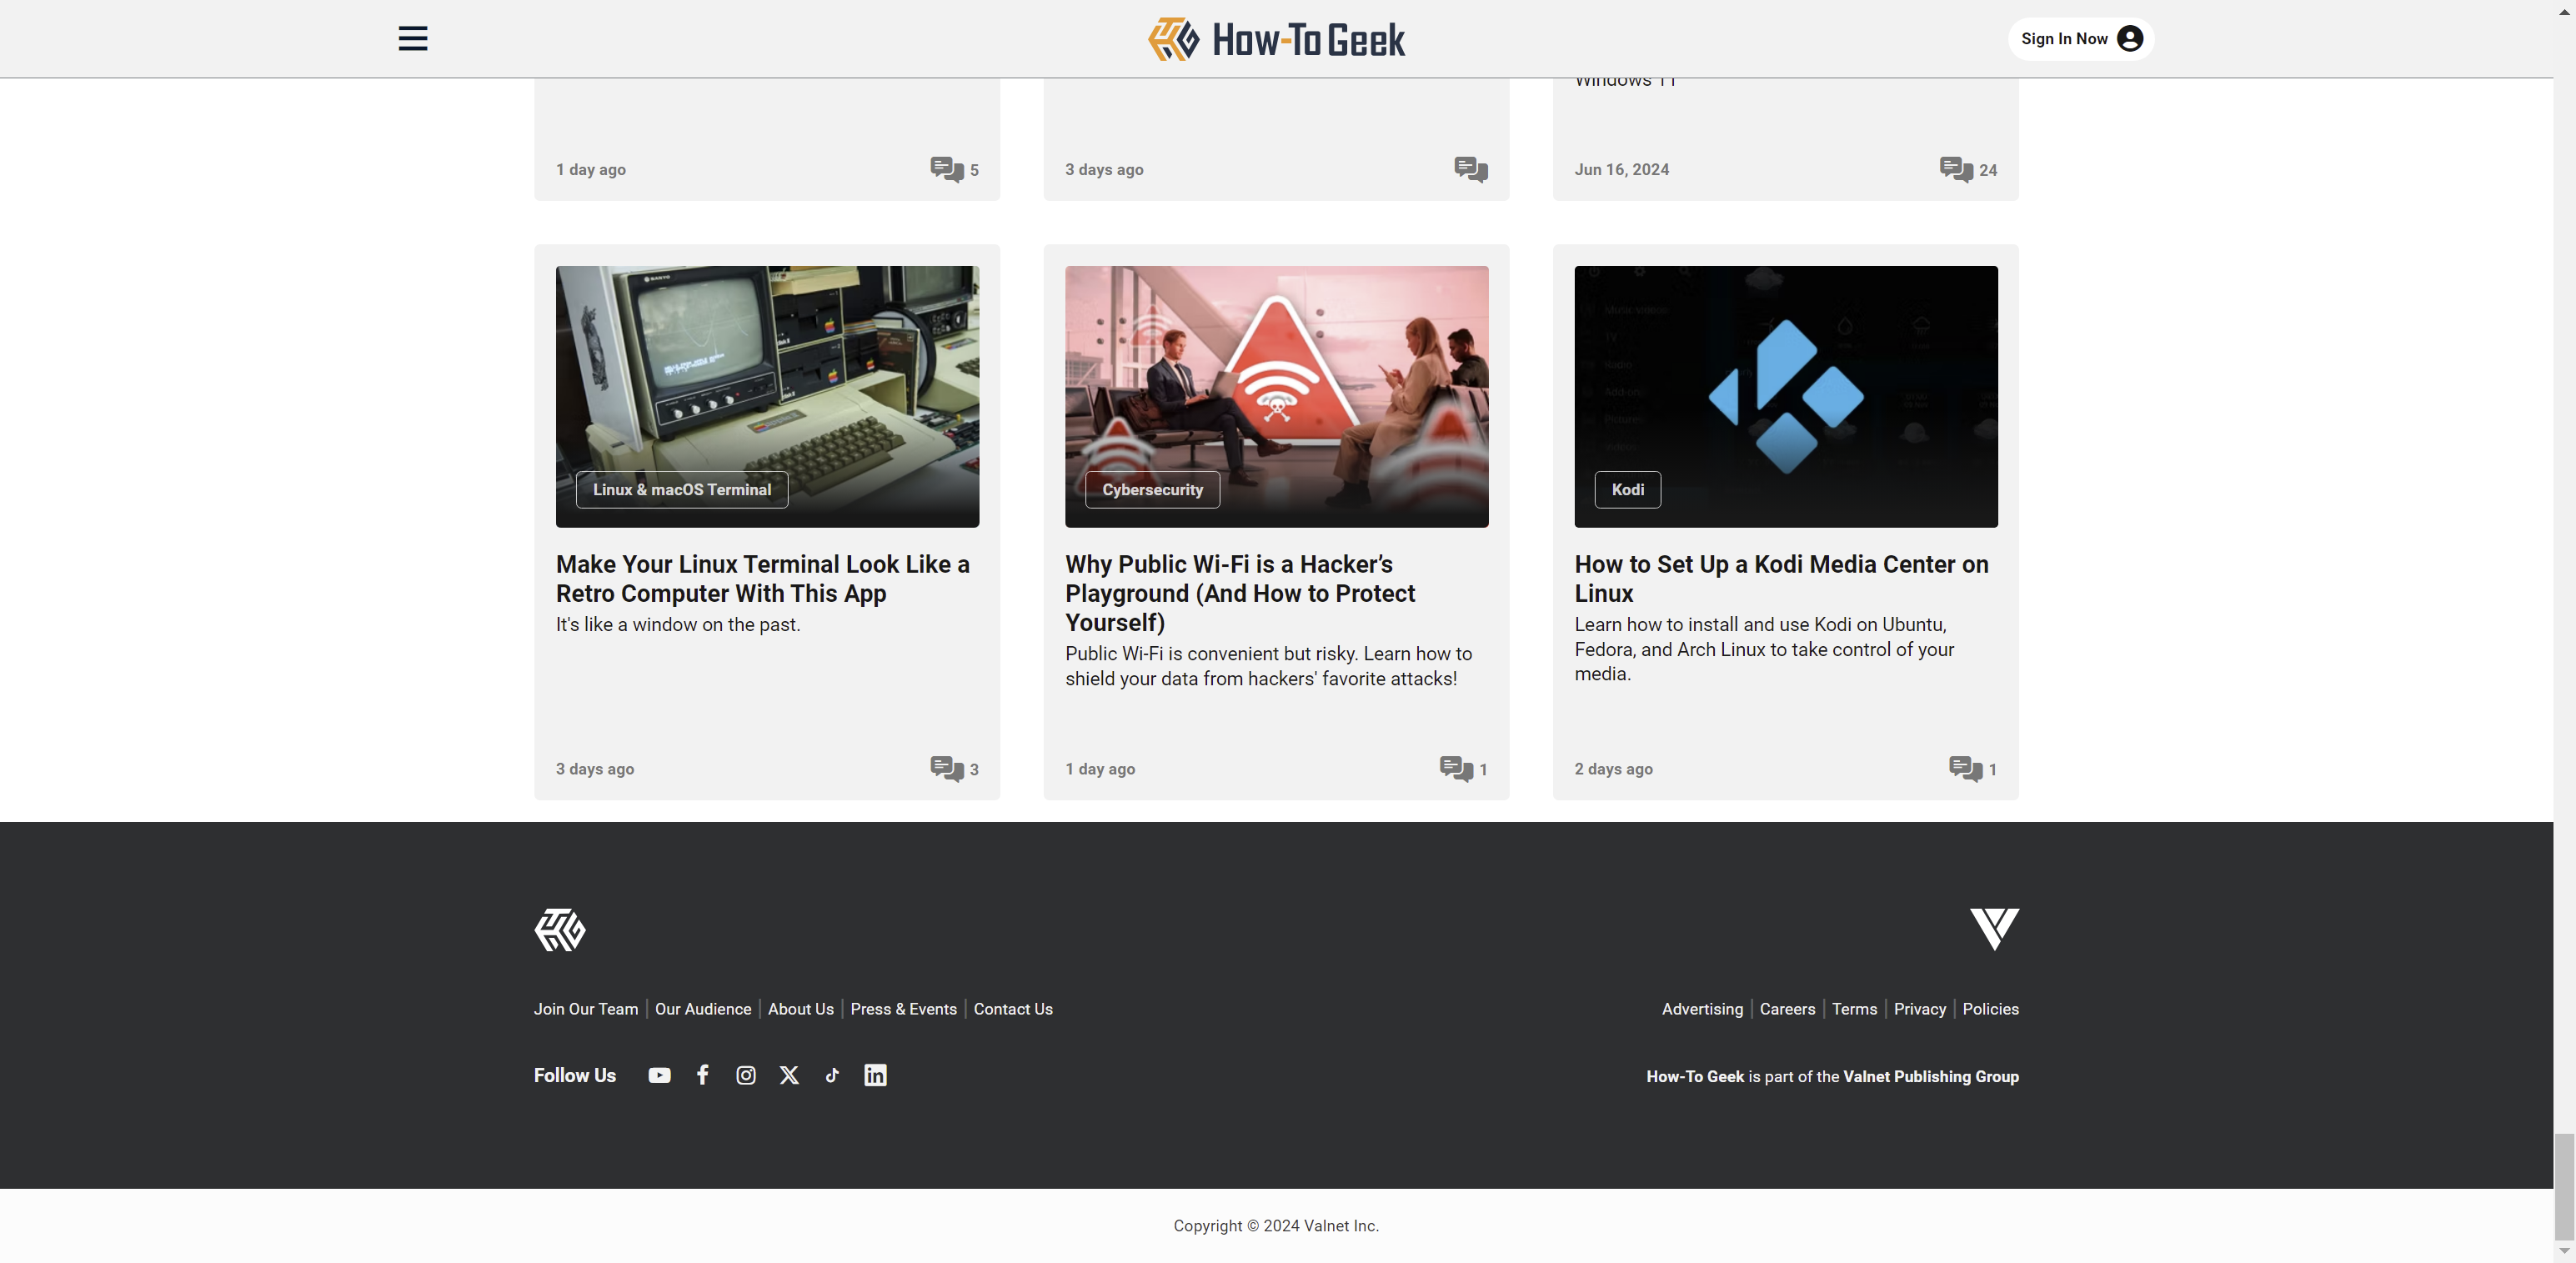 How-To Geek
Sign In Now
Windows 11
1 day ago
5
3 days ago
Jun 16, 2024
24
SANYO
Linux & macOS Terminal
Cybersecurity
Kodi
Make Your Linux Terminal Look Like a
Retro Computer With This App
It's like a window on the past.
3 days ago
3
Why Public Wi-Fi is a Hacker’s
Playground (And How to Protect
Yourself)
Public Wi-Fi is convenient but risky. Learn how to
shield your data from hackers' favorite attacks!
1 day ago
1
How to Set Up a Kodi Media Center on
Linux
Learn how to install and use Kodi on Ubuntu,
Fedora, and Arch Linux to take control of your
media.
2 days ago
1
Join Our Team | Our Audience | About Us | Press & Events | Contact Us
Advertising | Careers | Terms | Privacy | Policies
Follow Us
How-To Geek is part of the Valnet Publishing Group
Copyright © 2024 Valnet Inc.